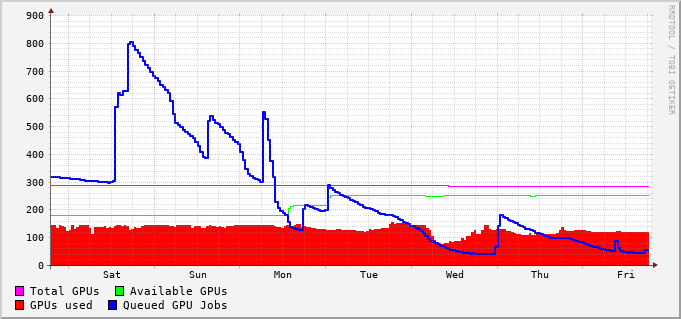 900
800
700
600
500
400
300
200
100
0
Sat Sun Mon Tue Wed Thu Fri
Total GPUs Available GPUs
GPUs used Queued GPU Jobs
RRDTOOL / TOBI OETIKER